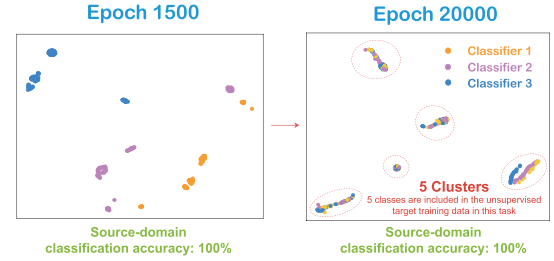 Epoch 1500
Epoch 20000
Classifier 1
Classifier 2
Classifier 3
5 Clusters
5 classes are included in the unsupervised
target training data in this task
Source-domain
classification accuracy: 100%
Source-domain
classification accuracy: 100%